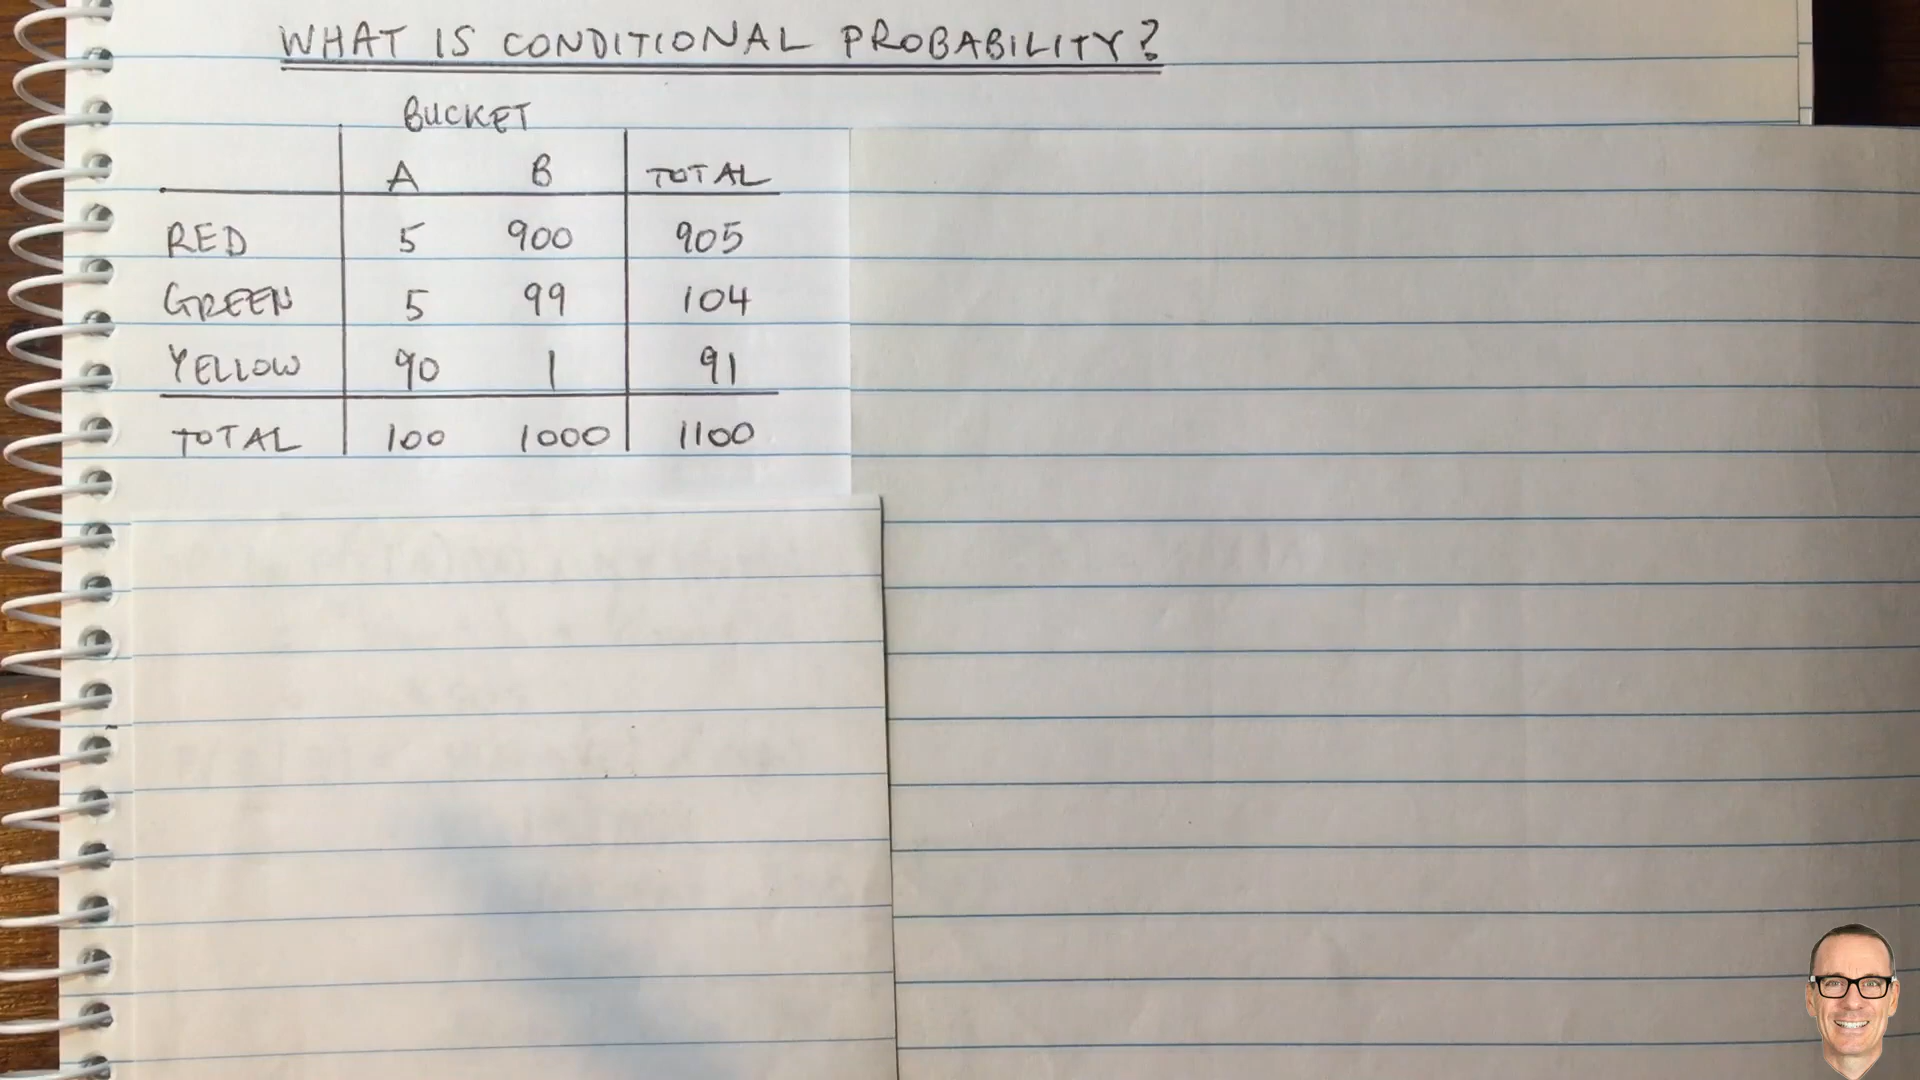 WHAT IS CONDITIONAL PROBABILITY?
BUCKET
A B TOTAL
RED 5 900 905
GREEN 5 99 104
YELLOW 90 1 91
TOTAL 100 1000 1100